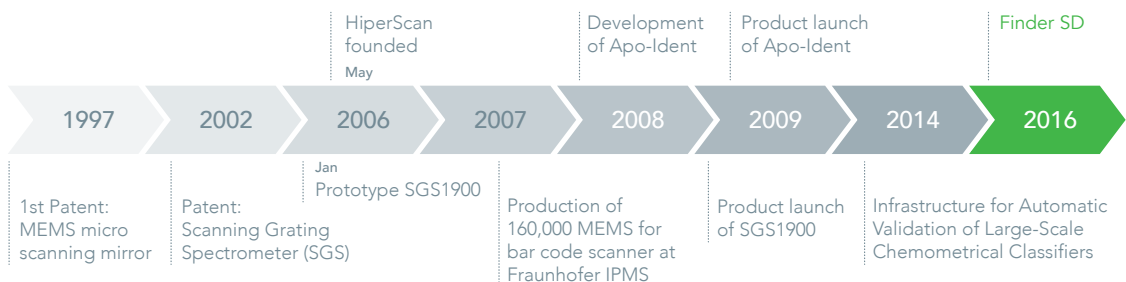 HiperScan
founded
May
Development
of Apo-Ident
Product launch
of Apo-Ident
Finder SD
1997
2002
2006
2007
2008
2009
2014
2016
1st Patent:
MEMS micro
scanning mirror
Patent:
Scanning Grating
Spectrometer (SGS)
Jan
Prototype SGS1900
Production of
160,000 MEMS for
bar code scanner at
Fraunhofer IPMS
Product launch
of SGS1900
Infrastructure for Automatic
Validation of Large-Scale
Chemometrical Classifiers